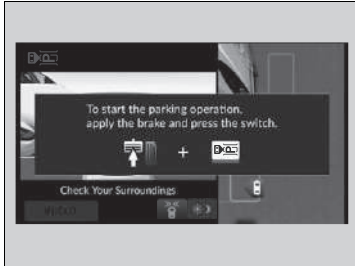 To start the parking operation,
apply the brake and press the switch.
+
Check Your Surroundings